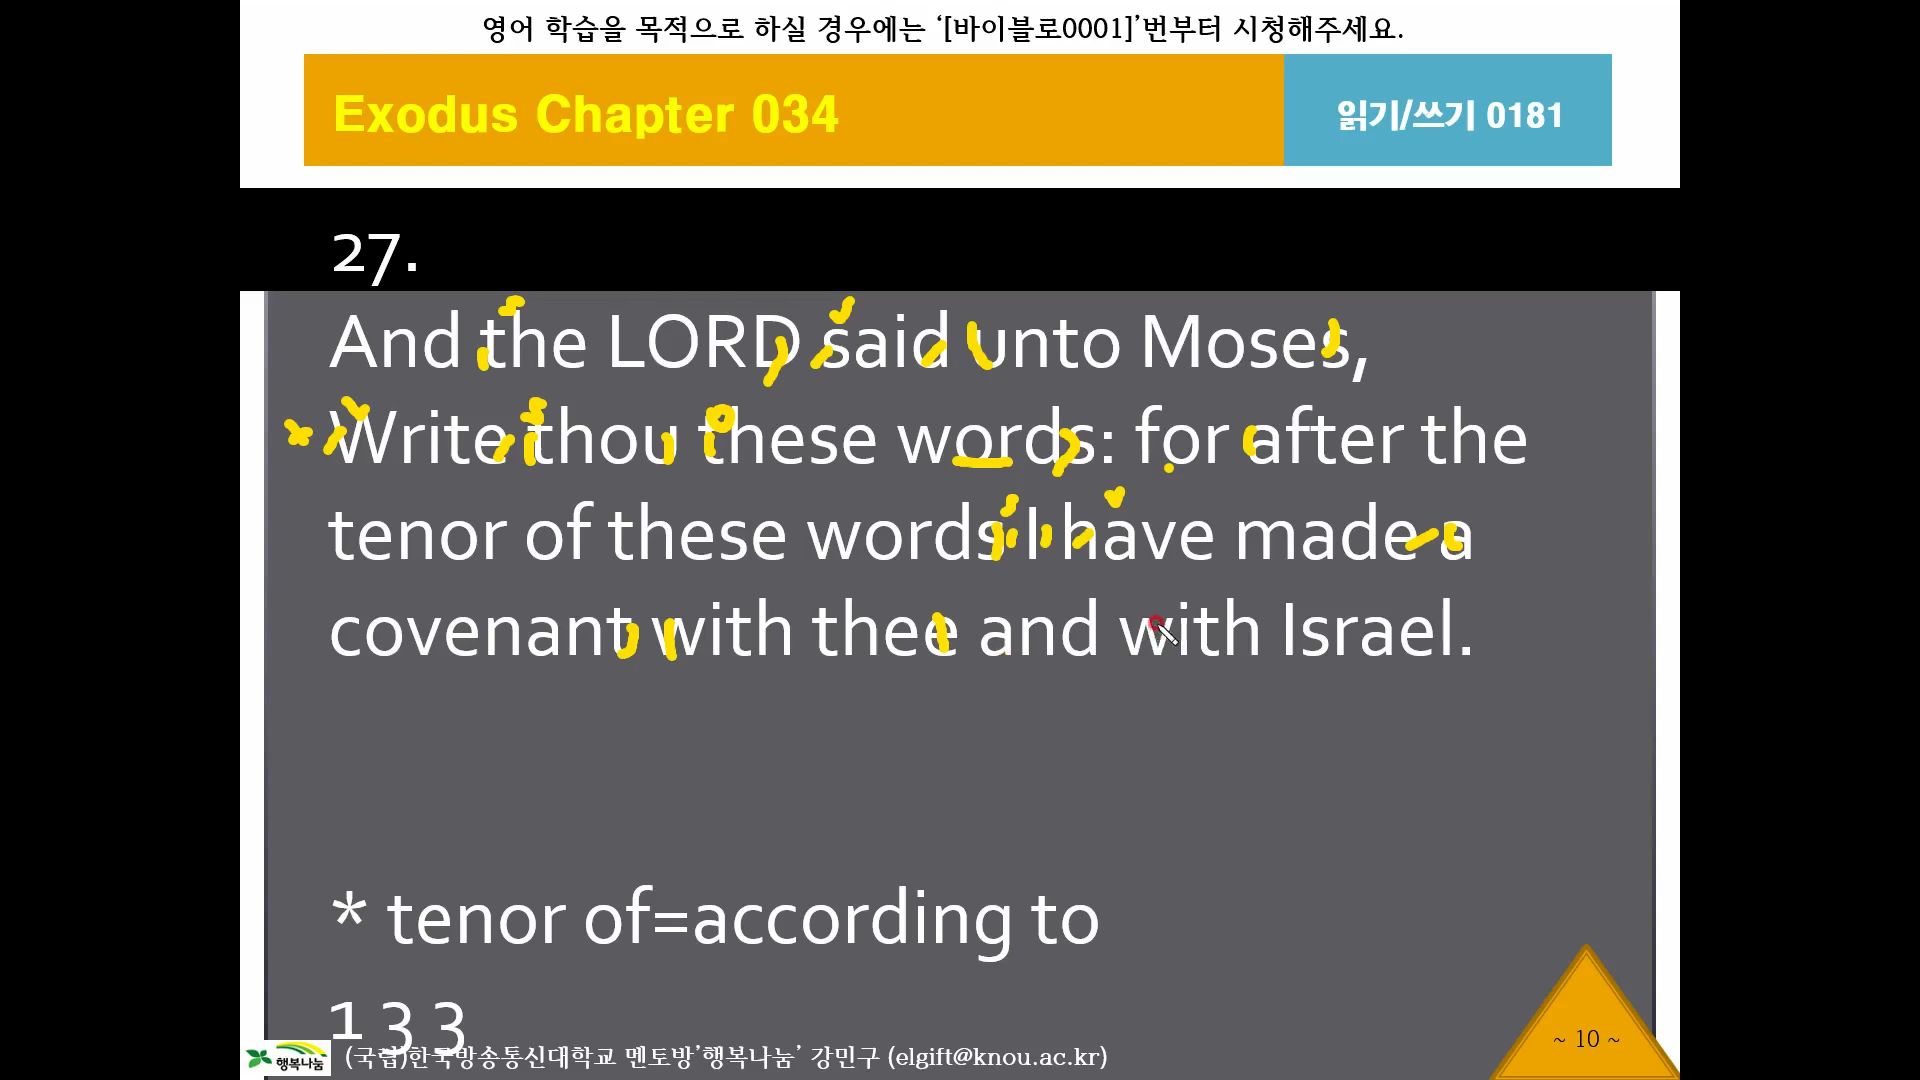 영어 학습을 목적으로 하실 경우에는 ‘[바이블로0001]’번부터 시청해주세요.
Exodus Chapter 034
읽기/쓰기 0181
27.
And the LORD said unto Moses,
Write thou these words: for after the
tenor of these words I have made a
covenant with thee and with Israel.
* tenor of=according to
1 3 3
행복나눔
(국립)한국방송통신대학교 멘토방’행복나눔’ 강민구 (elgift@knou.ac.kr)
~ 10 ~